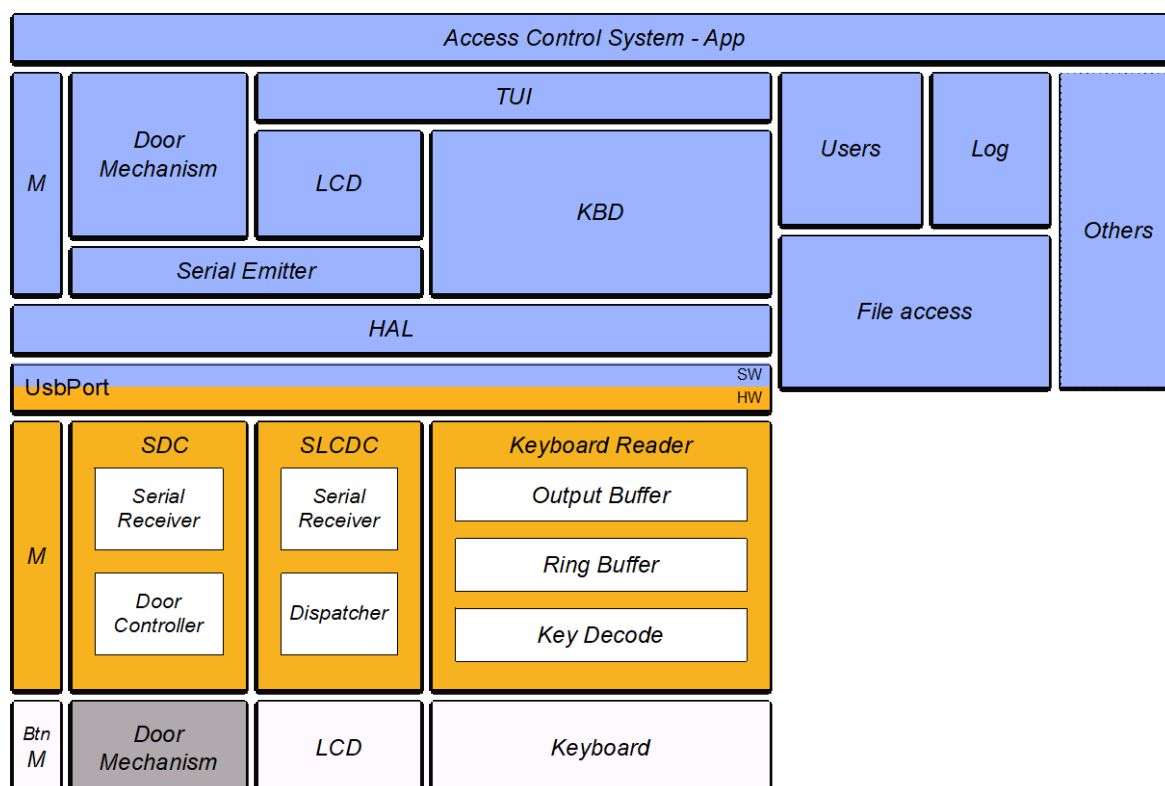 Access Control System - App
M
Door
Mechanism
TUI
LCD
KBD
Serial Emitter
Users
Log
Others
File access
HAL
UsbPort
SW
HW
M
SDC
Serial
Receiver
Door
Controller
SLCDC
Serial
Receiver
Dispatcher
Keyboard Reader
Output Buffer
Ring Buffer
Key Decode
Btn
M
Door
Mechanism
LCD
Keyboard